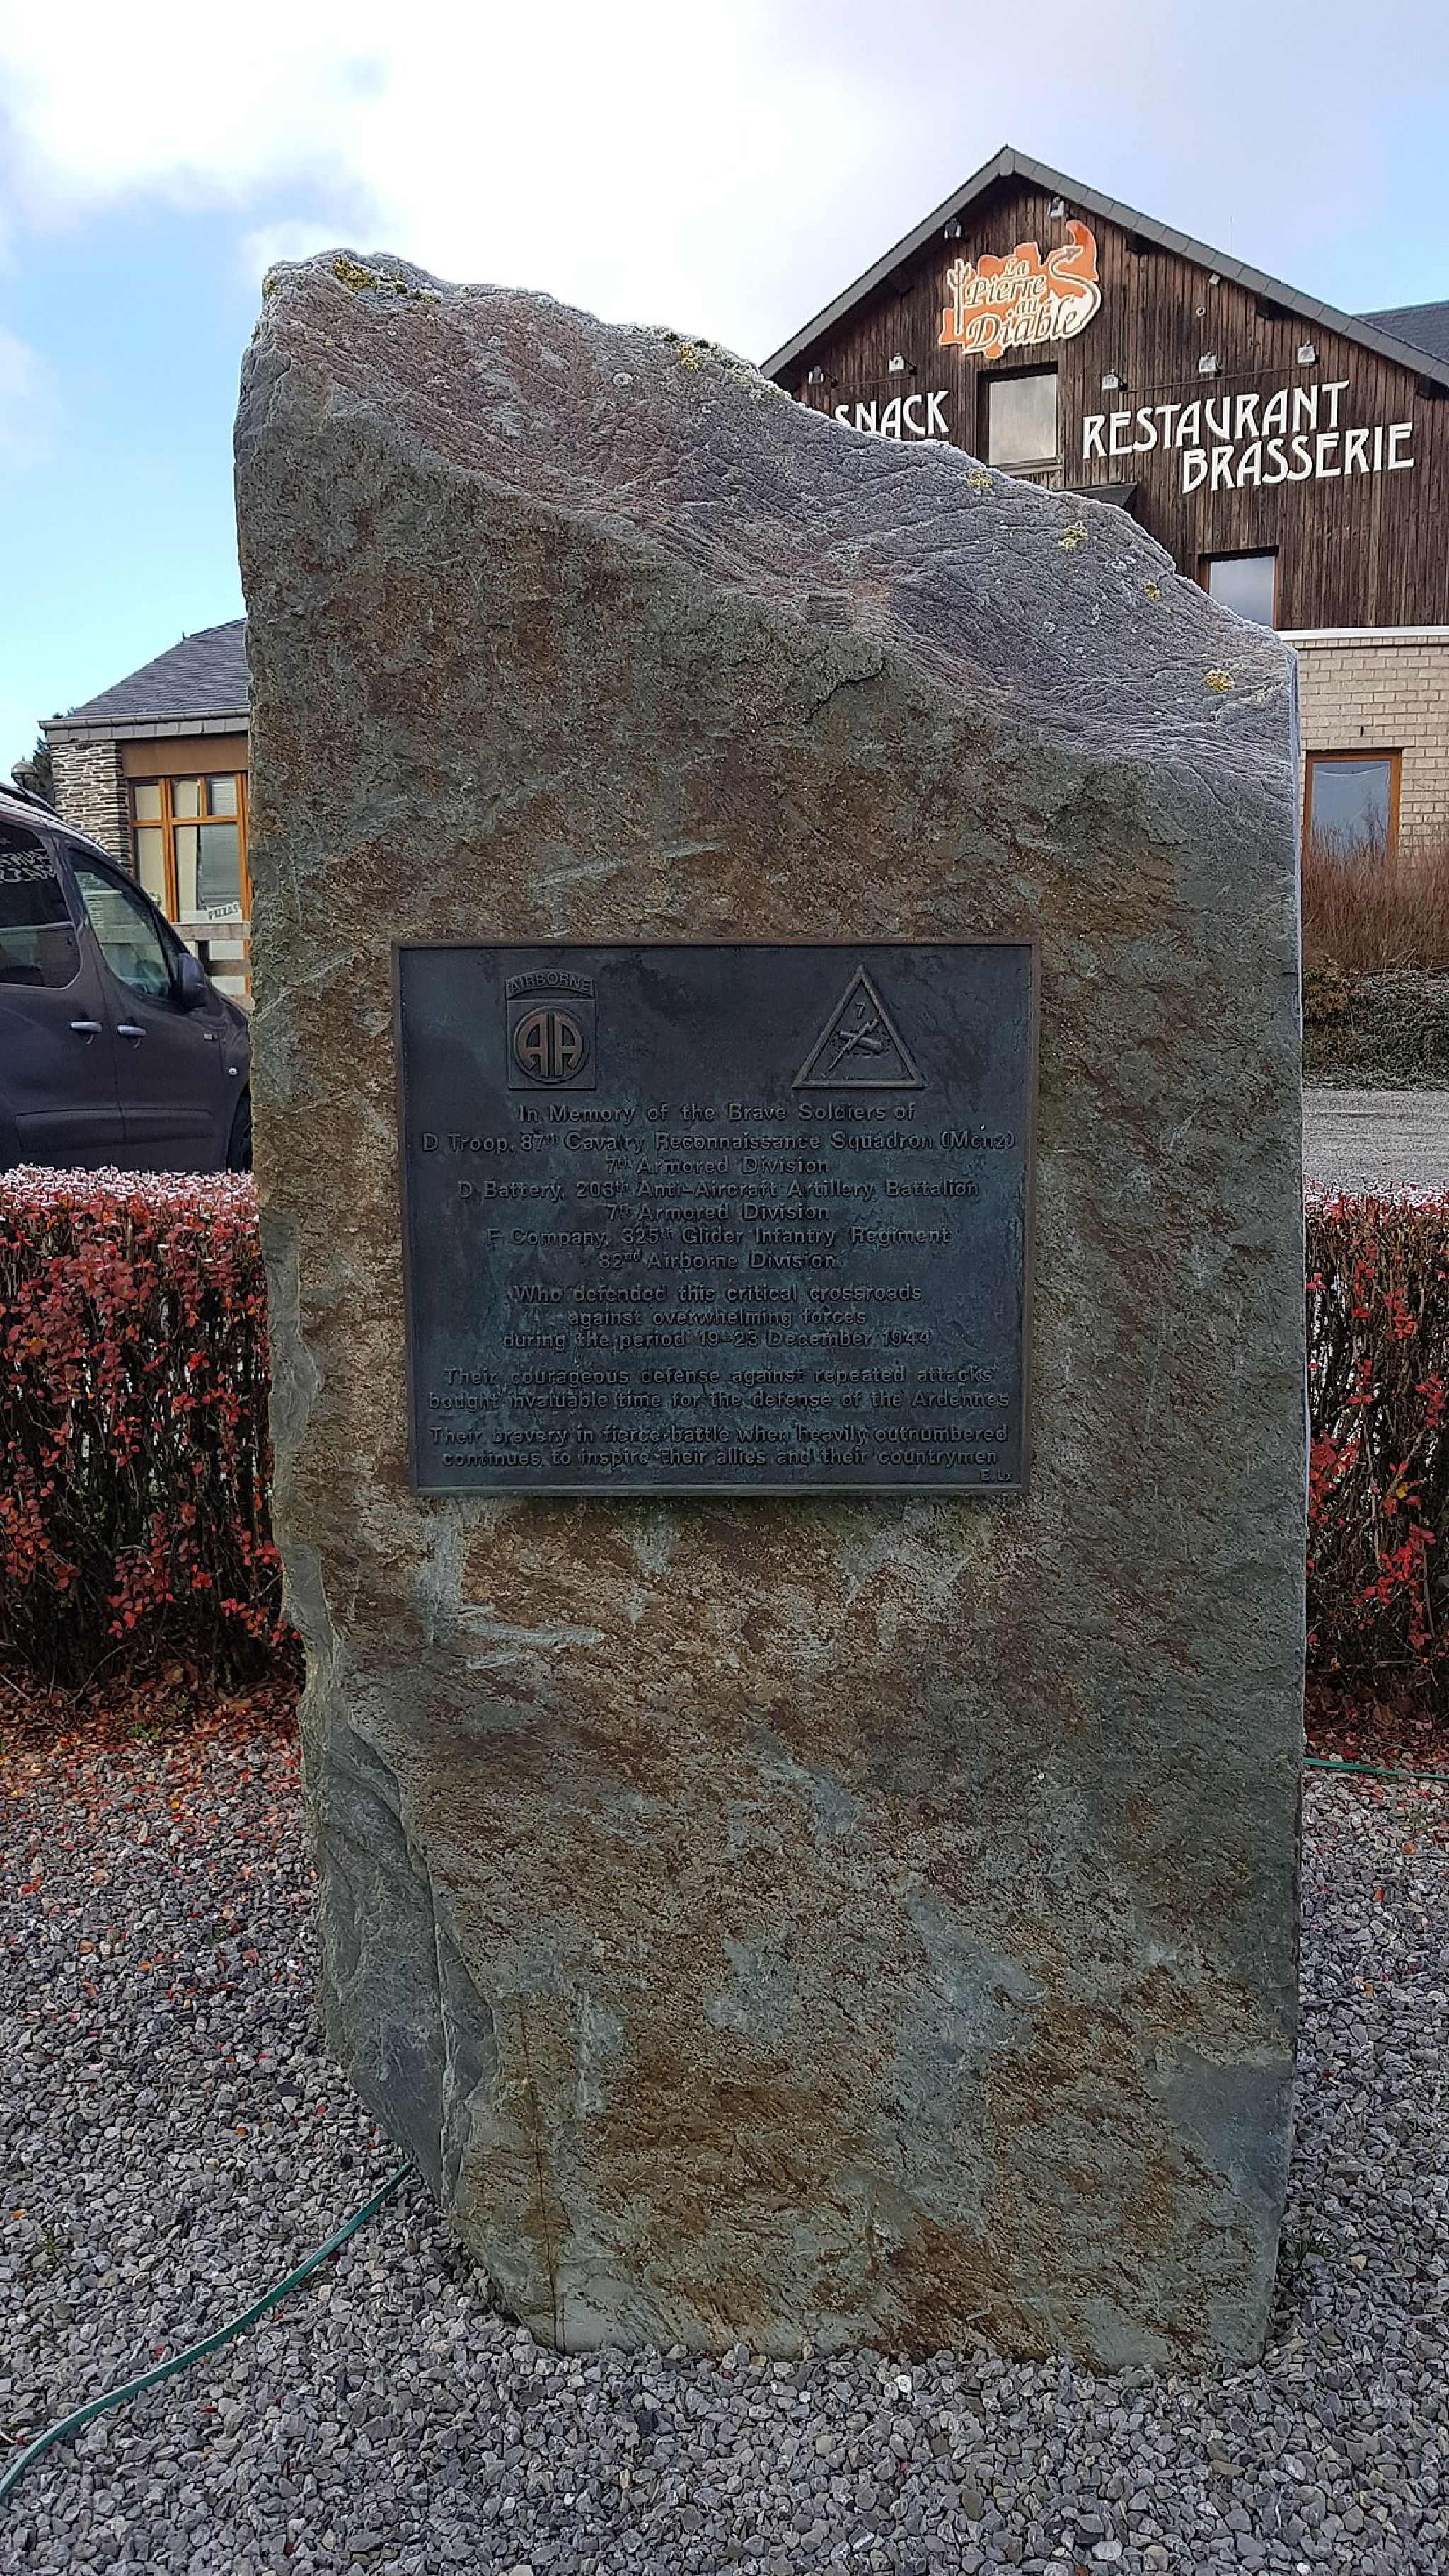 La
Pierre
au
Diable
SNACK
RESTAURANT
BRASSERIE
PIZZAS
AIRBORNE
AA
7
In Memory of the Brave Soldiers of
D Troop, 87th Cavalry Reconnaissance Squadron (Mcnz)
7th Armored Division
D Battery, 203th Anti-Aircraft Artillery Battalion
7th Armored Division
F Company, 325th Glider Infantry Regiment
82nd Airborne Division
Who defended this critical crossroads
against overwhelming forces
during the period 19-23 December 1944
Their courageous defense against repeated attacks
bought invaluable time for the defense of the Ardennes
Their bravery in fierce battle when heavily outnumbered
continues to inspire their allies and their countrymen
E. LX